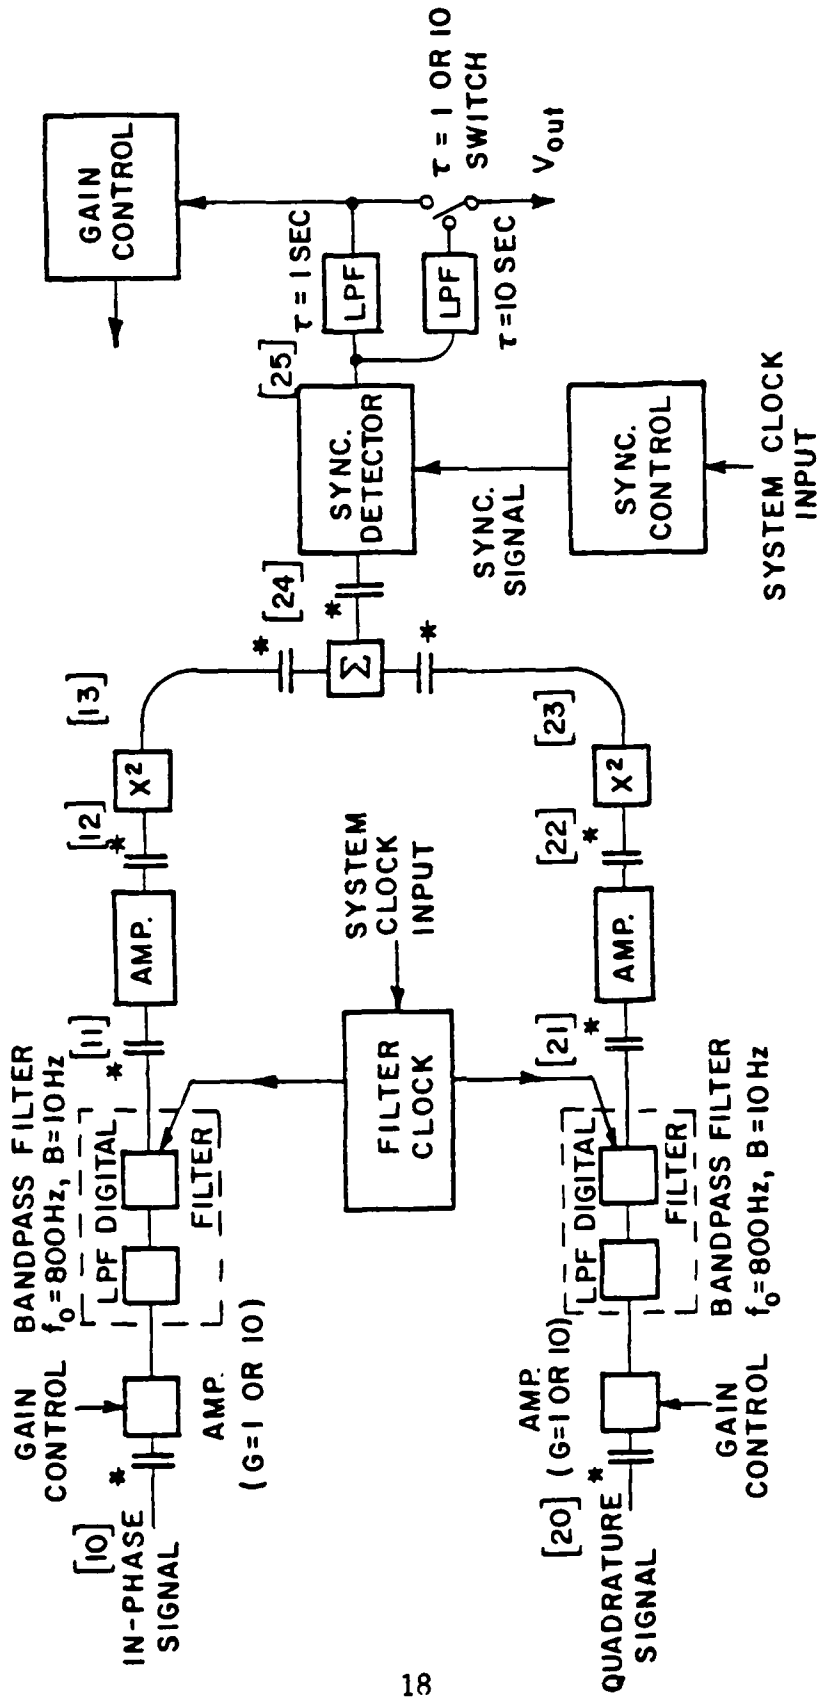 [10]
IN-PHASE
SIGNAL
*
GAIN
CONTROL
AMP.
(G=1 OR 10)
BANDPASS FILTER
f₀=800Hz, B=10Hz
LPF DIGITAL
FILTER
[11]
*
AMP.
[12]
*
X²
[13]
*
[20]
QUADRATURE
SIGNAL
*
AMP.
(G=1 OR 10)
GAIN
CONTROL
LPF DIGITAL
FILTER
BANDPASS FILTER
f₀=800Hz, B=10Hz
[21]
*
AMP.
[22]
*
X²
[23]
*
FILTER
CLOCK
SYSTEM
CLOCK
INPUT
Σ
*
[24]
SYNC.
DETECTOR
[25]
SYNC.
SIGNAL
SYNC.
CONTROL
SYSTEM CLOCK
INPUT
τ = 1 SEC
LPF
LPF
τ = 10 SEC
GAIN
CONTROL
τ = 1 OR 10
SWITCH
Vout
18